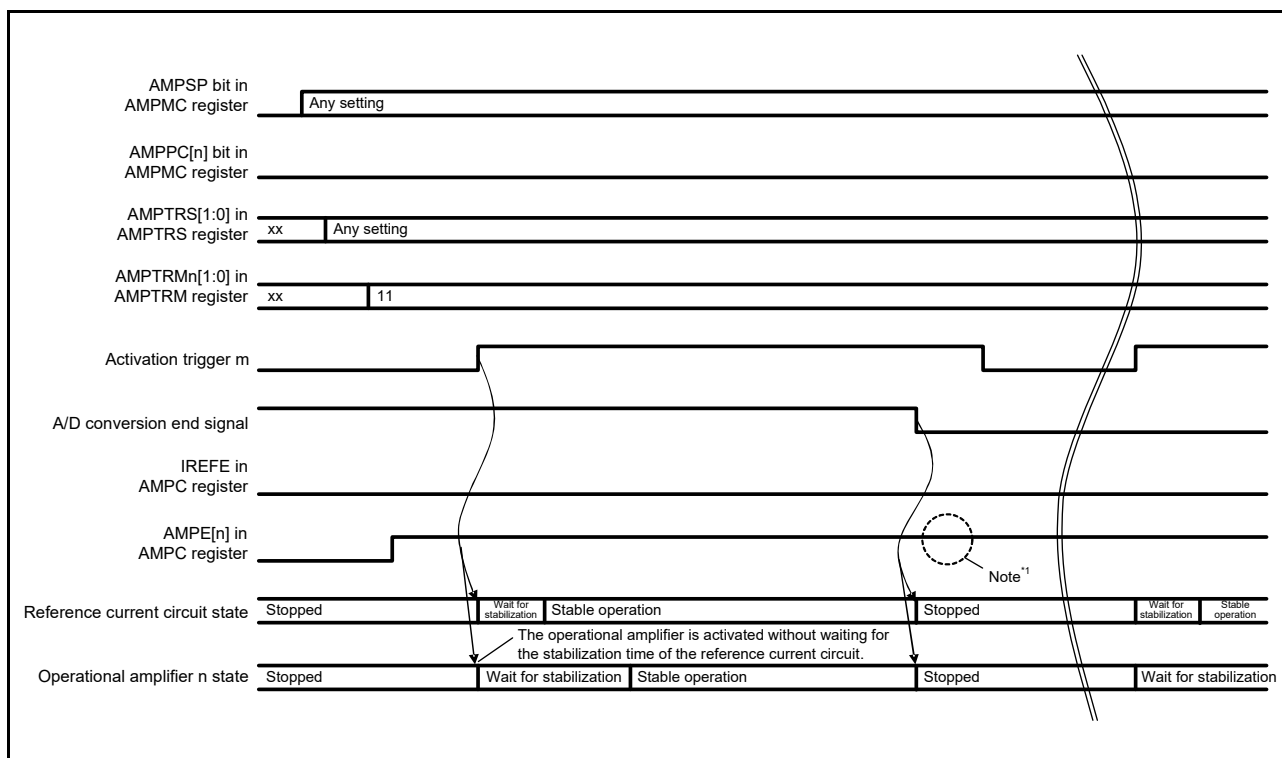 AMPSP bit in
AMPMC register
Any setting
AMPPC[n] bit in
AMPMC register
AMPTRS[1:0] in
AMPTRS register
xx
Any setting
AMPTRMn[1:0] in
AMPTRM register
xx
11
Activation trigger m
A/D conversion end signal
IREFE in
AMPC register
AMPE[n] in
AMPC register
Note*1
Reference current circuit state
Stopped
Wait for
stabilization
Stable operation
Stopped
Wait for
stabilization
Stable
operation
The operational amplifier is activated without waiting for
the stabilization time of the reference current circuit.
Operational amplifier n state
Stopped
Wait for stabilization
Stable operation
Stopped
Wait for stabilization